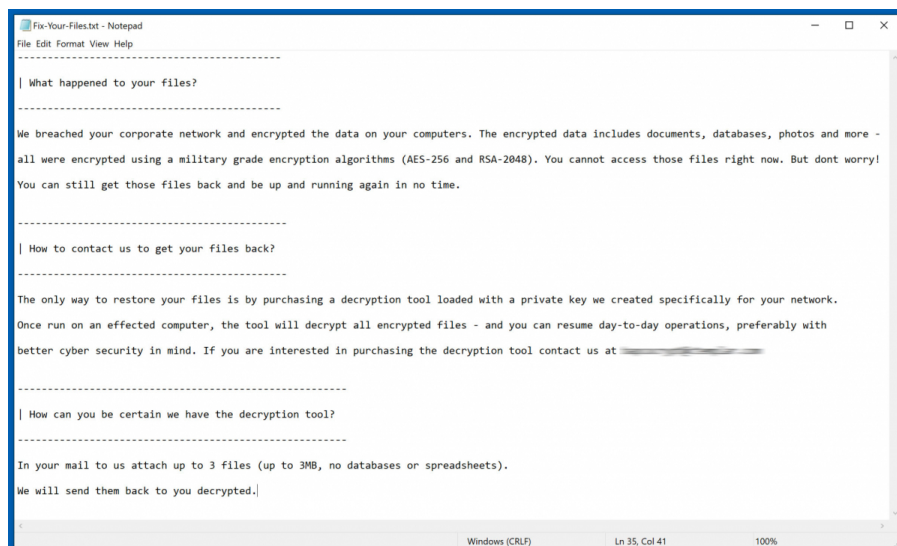 Fix-Your-Files.txt - Notepad
File Edit Format View Help
------------------------------------------
| What happened to your files?
------------------------------------------
We breached your corporate network and encrypted the data on your computers. The encrypted data includes documents, databases, photos and more -
all were encrypted using a military grade encryption algorithms (AES-256 and RSA-2048). You cannot access those files right now. But dont worry!
You can still get those files back and be up and running again in no time.
-------------------------------------------
| How to contact us to get your files back?
-------------------------------------------
The only way to restore your files is by purchasing a decryption tool loaded with a private key we created specifically for your network.
Once run on an effected computer, the tool will decrypt all encrypted files - and you can resume day-to-day operations, preferably with
better cyber security in mind. If you are interested in purchasing the decryption tool contact us at
-----------------------------------------------------
| How can you be certain we have the decryption tool?
-----------------------------------------------------
In your mail to us attach up to 3 files (up to 3MB, no databases or spreadsheets).
We will send them back to you decrypted.
Windows (CRLF) Ln 35, Col 41 100%